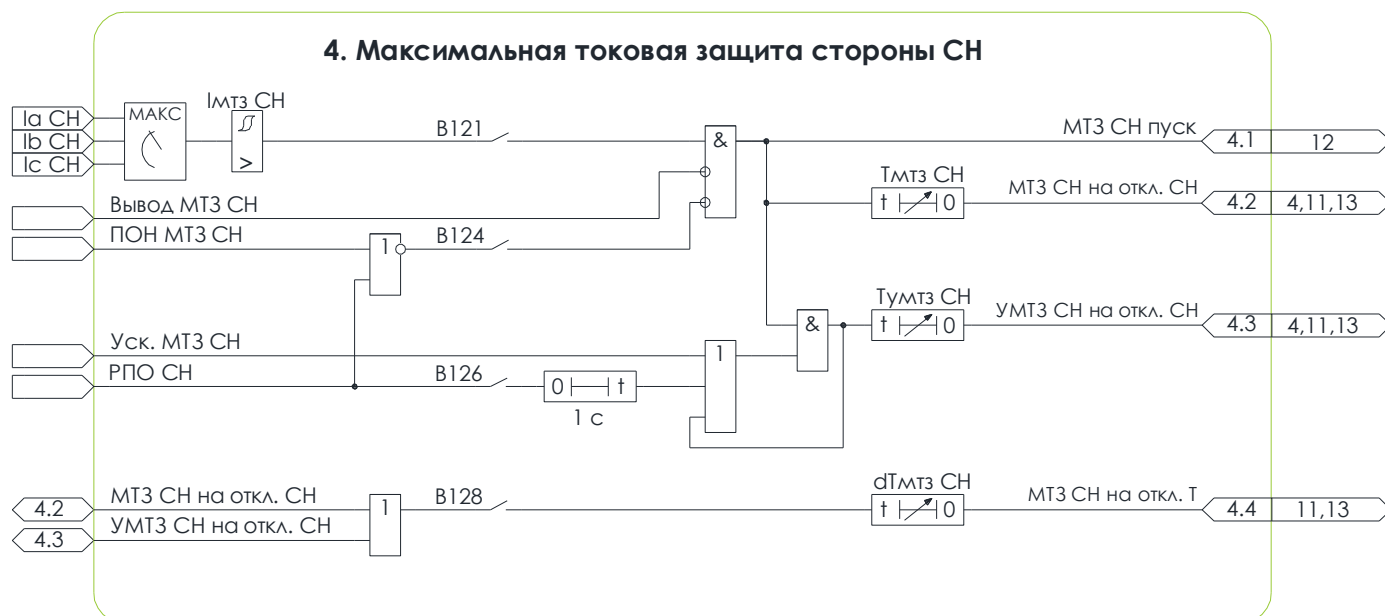 4. Максимальная токовая защита стороны СН
Iмтз СН
Ia СН
МАКС
Ib СН
Ic СН
>
В121
&
МТЗ СН пуск
4.1
12
Вывод МТЗ СН
Тмтз СН
t
0
МТЗ СН на откл. СН
4.2
4,11,13
ПОН МТЗ СН
1
В124
Тумтз СН
&
t
0
УМТЗ СН на откл. СН
4.3
4,11,13
Уск. МТЗ СН
1
РПО СН
В126
0
t
1 с
4.2
МТЗ СН на откл. СН
1
В128
dТмтз СН
t
0
МТЗ СН на откл. Т
4.4
11,13
4.3
УМТЗ СН на откл. СН